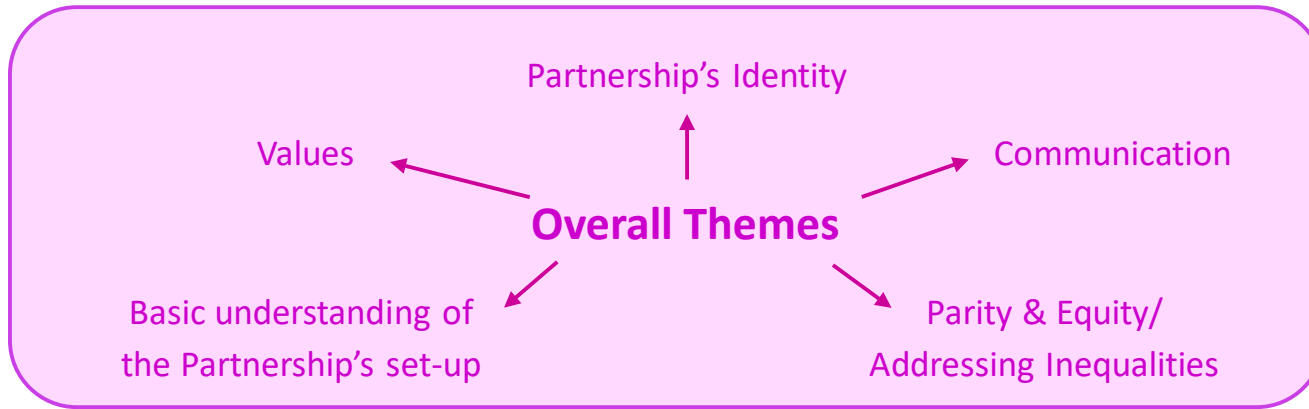 Partnership’s Identity
Values
Communication
Overall Themes
Basic understanding of
the Partnership’s set-up
Parity & Equity/
Addressing Inequalities